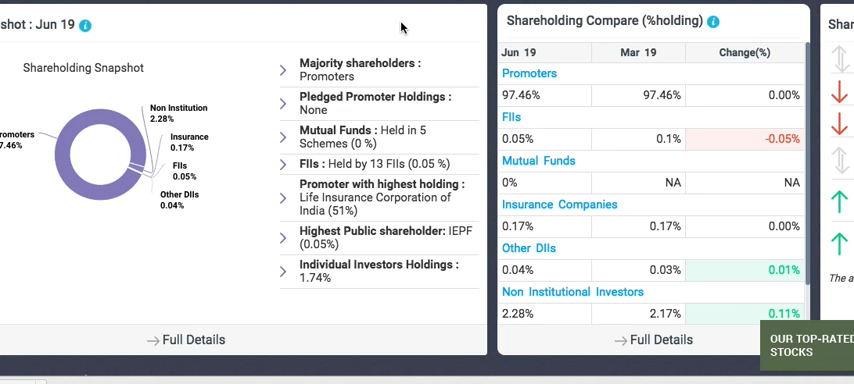 shot : Jun 19
Shareholding Snapshot
Non Institution
2.28%
Insurance
0.17%
FIIs
0.05%
Other DIIs
0.04%
romoters
7.46%
Majority shareholders :
Promoters
Pledged Promoter Holdings :
None
Mutual Funds : Held in 5
Schemes (0 %)
FIIs : Held by 13 FIIs (0.05 %)
Promoter with highest holding :
Life Insurance Corporation of
India (51%)
Highest Public shareholder: IEPF
(0.05%)
Individual Investors Holdings :
1.74%
Full Details
Shareholding Compare (%holding)
Jun 19 Mar 19 Change(%)
Promoters
97.46% 97.46% 0.00%
FIIs
0.05% 0.1% -0.05%
Mutual Funds
0% NA NA
Insurance Companies
0.17% 0.17% 0.00%
Other DIIs
0.04% 0.03% 0.01%
Non Institutional Investors
2.28% 2.17% 0.11%
Full Details
Shar
The a
OUR TOP-RATED
STOCKS